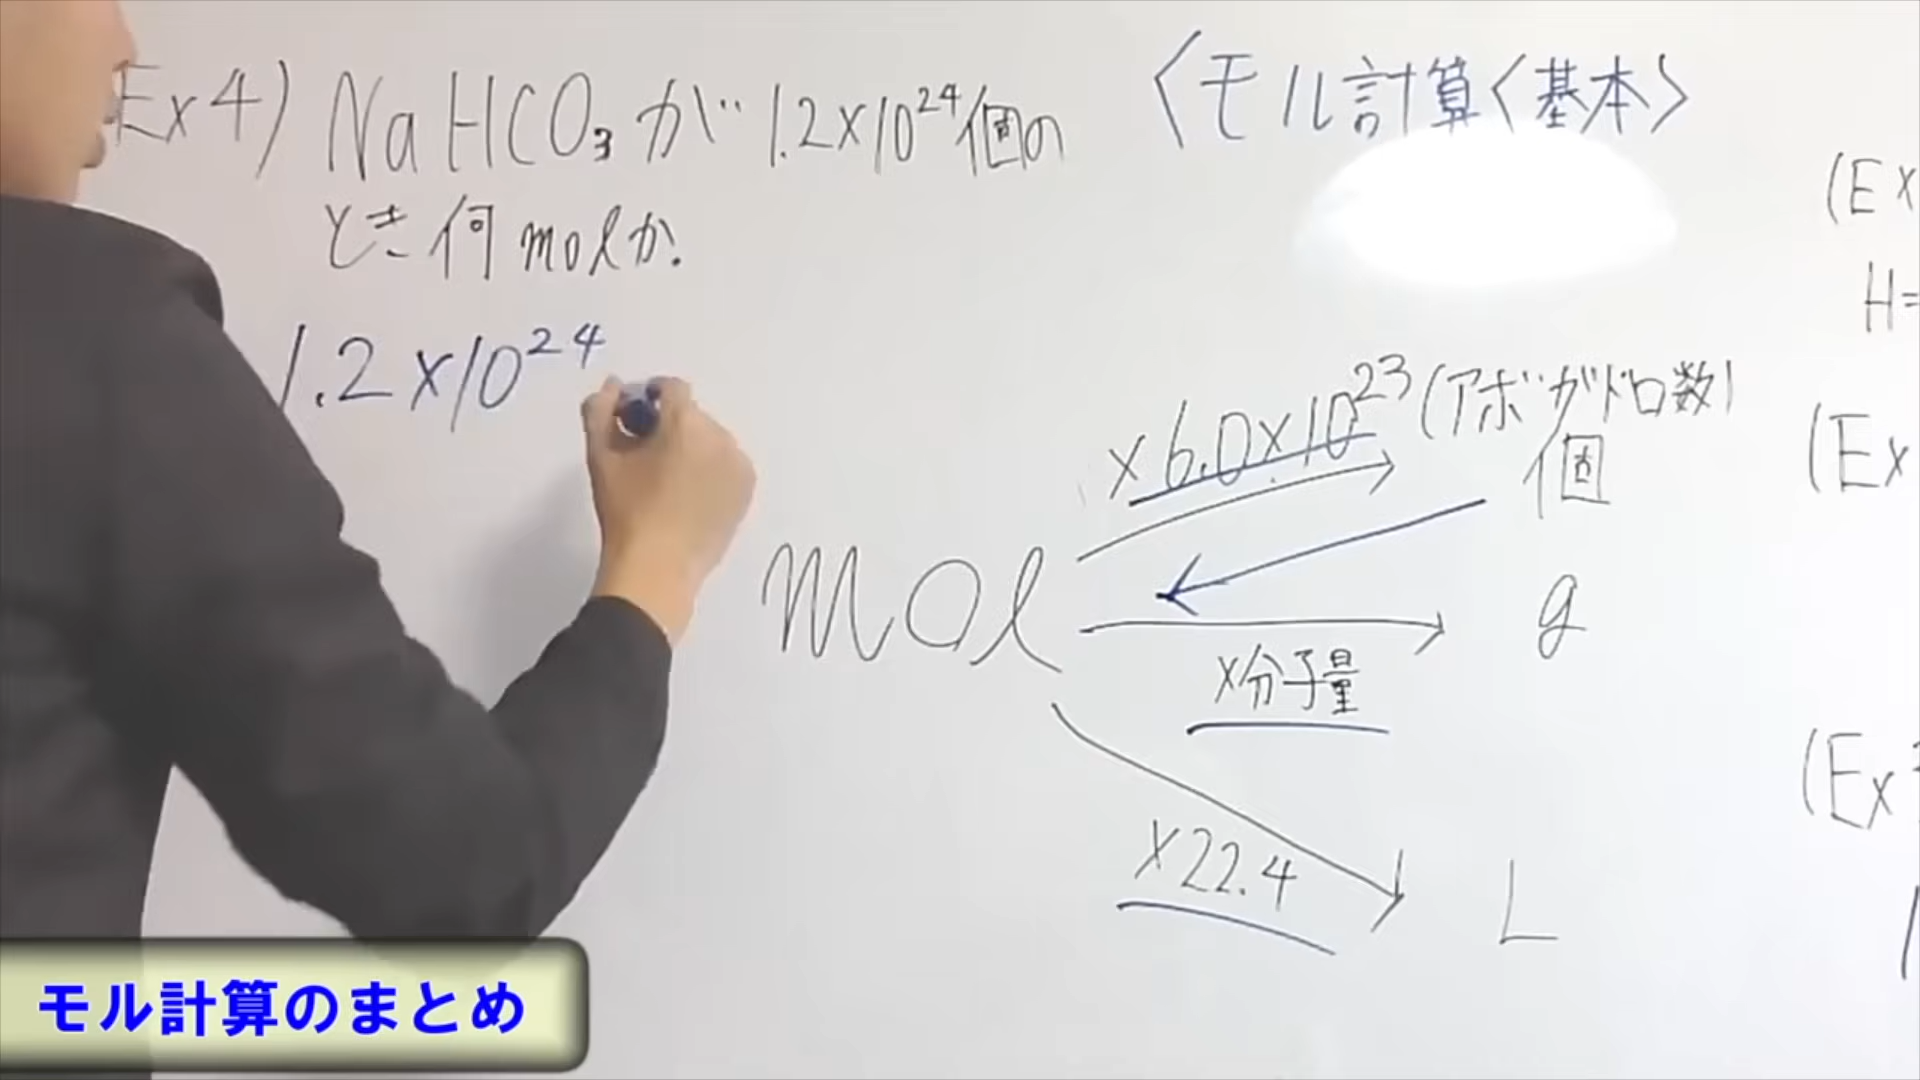 Ex4) NaHCO₃が1.2×10²⁴個の
とき何molか.
1.2×10²⁴
〈モル計算〈基本〉
×6.0×10²³(アボガドロ数)
個
mol
g
×分子量
×22.4
L
(Ex
H=
(Ex
(Ex
モル計算のまとめ